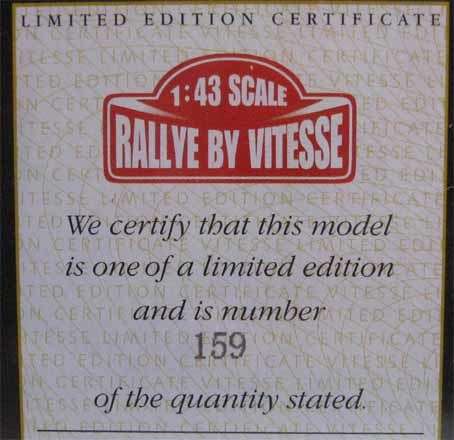 LIMITED EDITION CERTIFICATE
1:43 SCALE
RALLYE BY VITESSE
We certify that this model
is one of a limited edition
and is number
159
of the quantity stated.